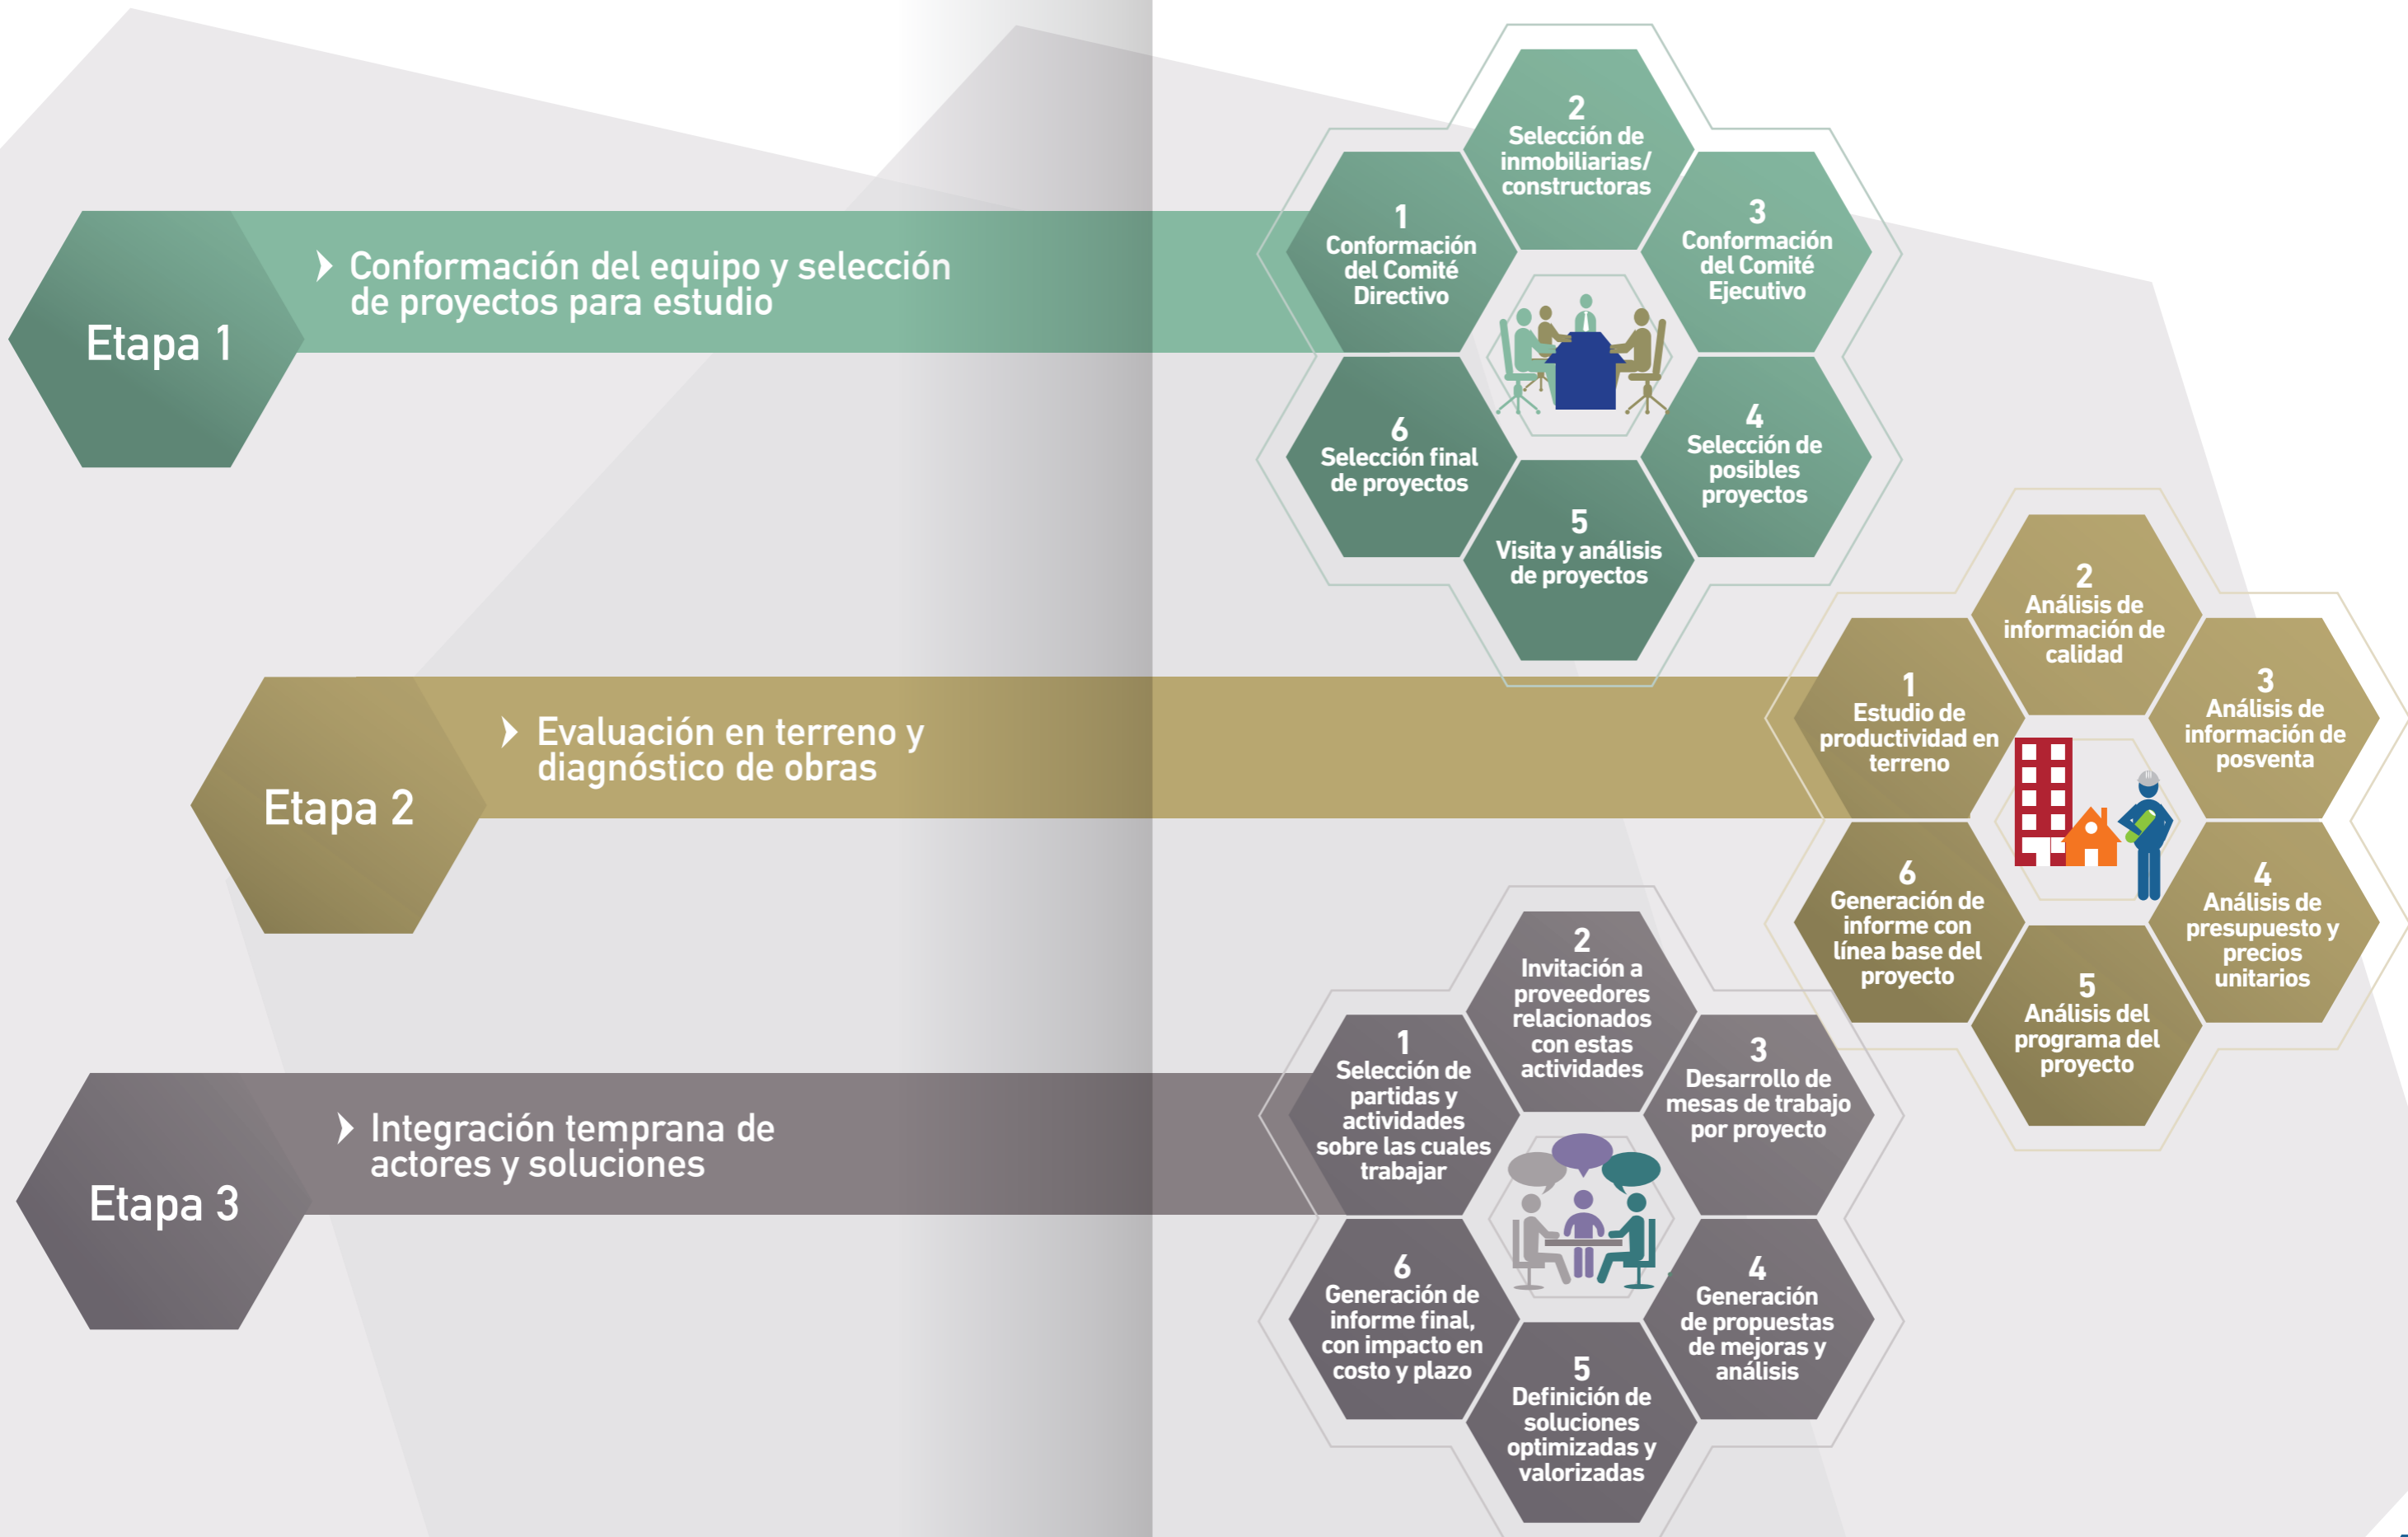 Etapa 1
Conformación del equipo y selección
de proyectos para estudio
1
Conformación
del Comité
Directivo
2
Selección de
inmobiliarias/
constructoras
3
Conformación
del Comité
Ejecutivo
4
Selección de
posibles
proyectos
5
Visita y análisis
de proyectos
6
Selección final
de proyectos
Etapa 2
Evaluación en terreno y
diagnóstico de obras
1
Estudio de
productividad en
terreno
2
Análisis de
información de
calidad
3
Análisis de
información de
posventa
4
Análisis de
presupuesto y
precios
unitarios
5
Análisis del
programa del
proyecto
6
Generación de
informe con
línea base del
proyecto
Etapa 3
Integración temprana de
actores y soluciones
1
Selección de
partidas y
actividades
sobre las cuales
trabajar
2
Invitación a
proveedores
relacionados
con estas
actividades
3
Desarrollo de
mesas de trabajo
por proyecto
4
Generación
de propuestas
de mejoras y
análisis
5
Definición de
soluciones
optimizadas y
valorizadas
6
Generación de
informe final,
con impacto en
costo y plazo